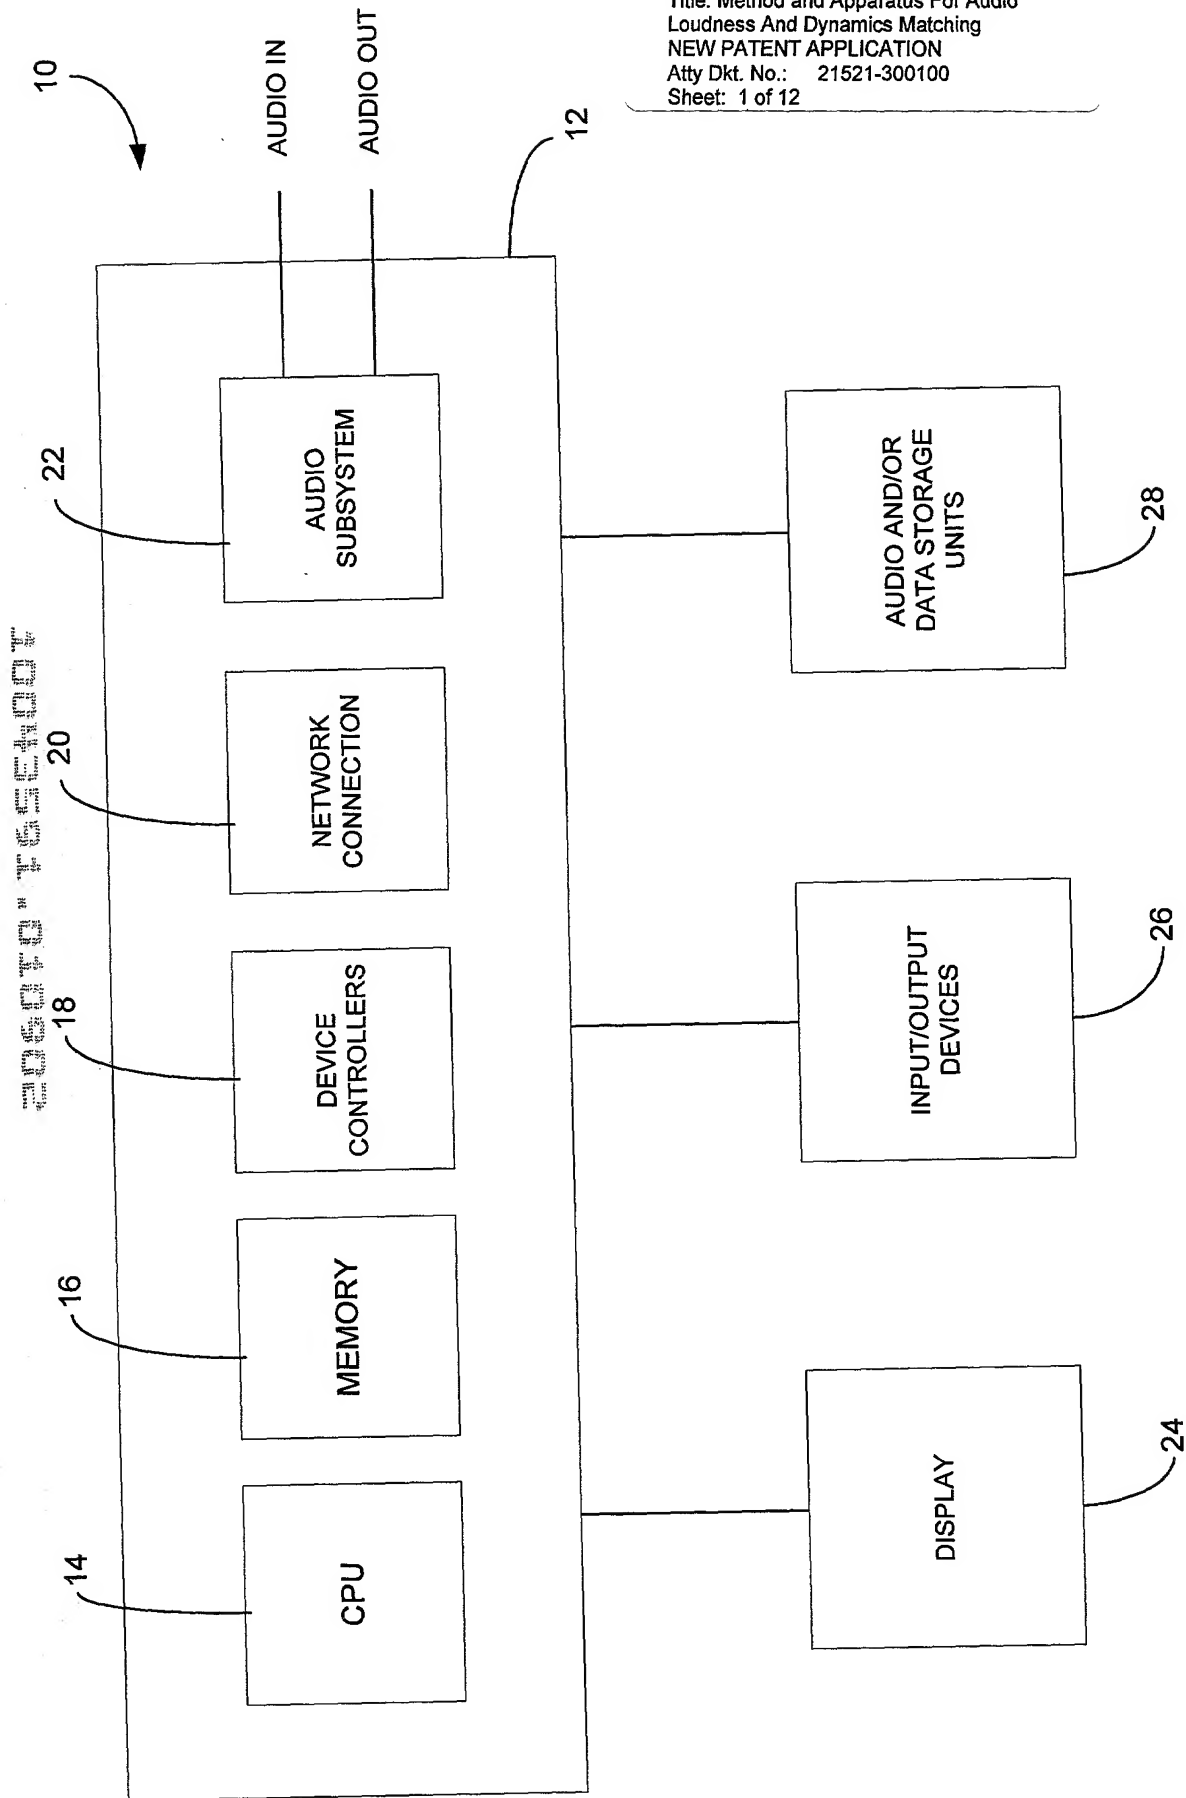 Title: Method and Apparatus For Audio
Loudness And Dynamics Matching
NEW PATENT APPLICATION
Atty Dkt. No.: 21521-300100
Sheet: 1 of 12
10
AUDIO IN
AUDIO OUT
12
14
CPU
16
MEMORY
18
DEVICE
CONTROLLERS
20
NETWORK
CONNECTION
22
AUDIO
SUBSYSTEM
DISPLAY
24
INPUT/OUTPUT
DEVICES
26
AUDIO AND/OR
DATA STORAGE
UNITS
28